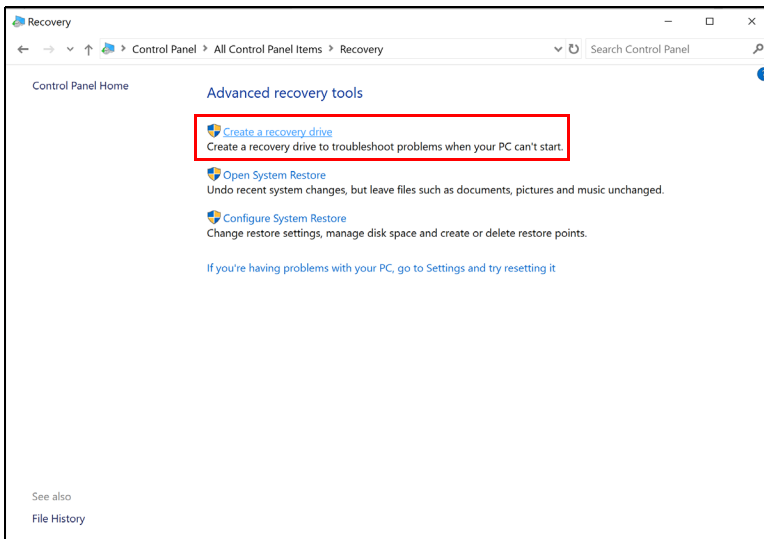 Recovery
Control Panel > All Control Panel Items > Recovery
Search Control Panel
Control Panel Home
Advanced recovery tools
Create a recovery drive
Create a recovery drive to troubleshoot problems when your PC can't start.
Open System Restore
Undo recent system changes, but leave files such as documents, pictures and music unchanged.
Configure System Restore
Change restore settings, manage disk space and create or delete restore points.
If you're having problems with your PC, go to Settings and try resetting it
See also
File History